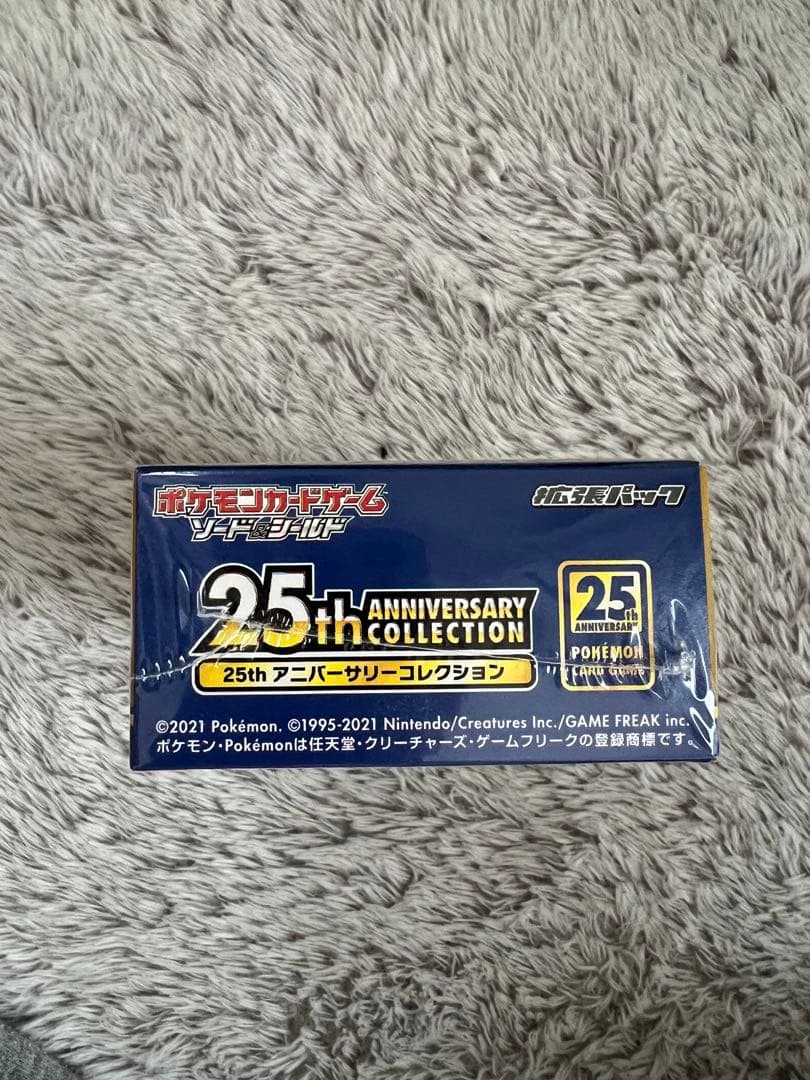 ポケモンカードゲーム
ソード&シールド
拡張パック
25th ANNIVERSARY
COLLECTION
25th アニバーサリーコレクション
25th
ANNIVERSARY
POKÉMON
CARD GAME
©2021 Pokémon. ©1995-2021 Nintendo/Creatures Inc./GAME FREAK inc.
ポケモン・Pokémonは任天堂・クリーチャーズ・ゲームフリークの登録商標です。